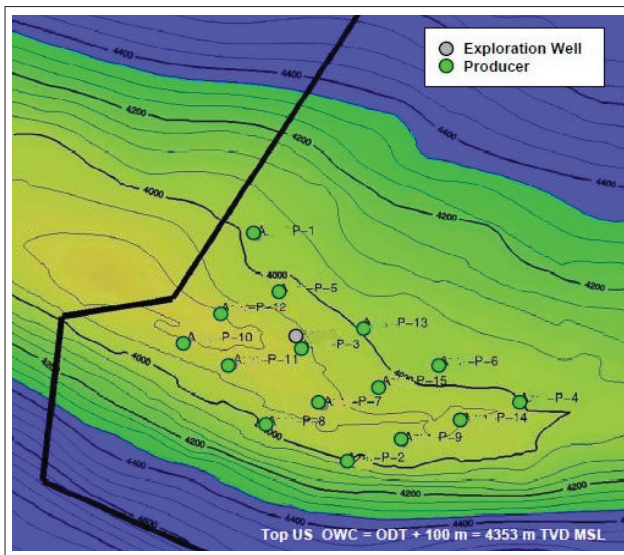 Exploration Well
Producer
4400
4400
4200
4400
4200
4400
4200
4000
A P-1
4200
4000
A P-5
A P-12
A P-13
A P-10
A P-3
4000
A P-11
A P-6
A P-15
A P-7
A P-4
A P-14
A P-8
A P-9
A P-2
4200
4200
4400
4400
Top US OWC = ODT + 100 m = 4353 m TVD MSL